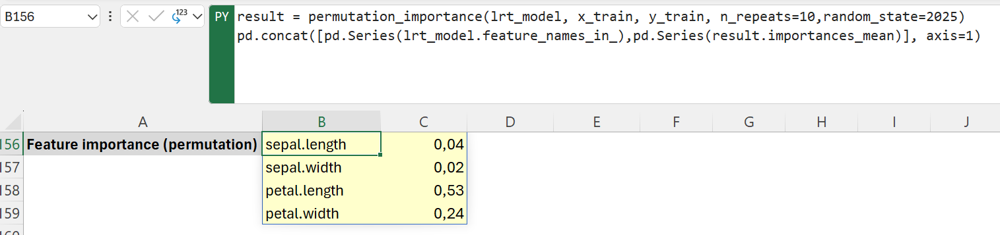 B156
123
PY
result = permutation_importance(lrt_model, x_train, y_train, n_repeats=10,random_state=2025)
pd.concat([pd.Series(lrt_model.feature_names_in_),pd.Series(result.importances_mean)], axis=1)
A B C D E F G H I J
156 Feature importance (permutation) sepal.length 0,04
157 sepal.width 0,02
158 petal.length 0,53
159 petal.width 0,24
160